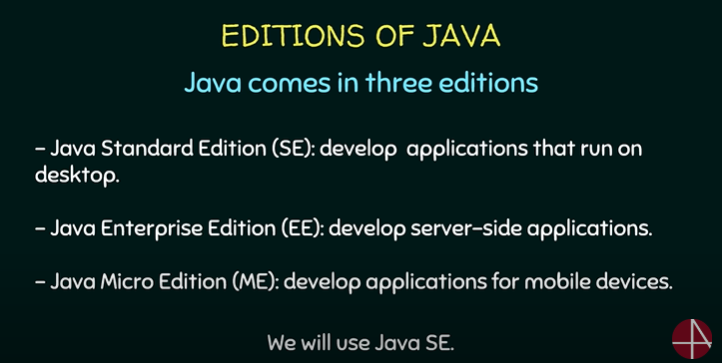 EDITIONS OF JAVA
Java comes in three editions
- Java Standard Edition (SE): develop applications that run on
desktop.
- Java Enterprise Edition (EE): develop server-side applications.
- Java Micro Edition (ME): develop applications for mobile devices.
We will use Java SE.